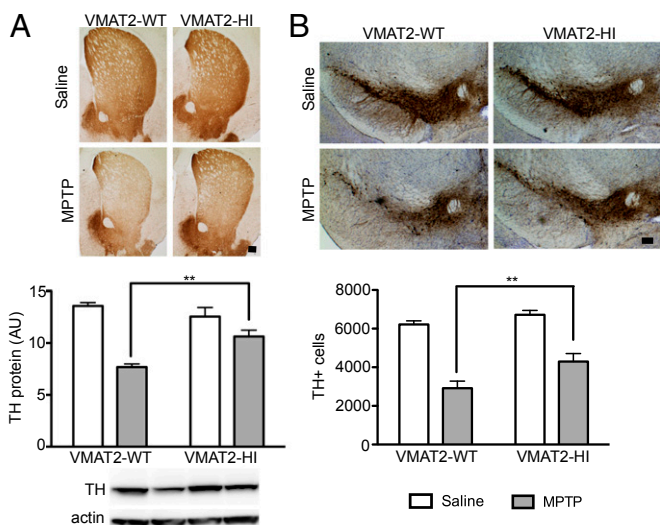 A
VMAT2-WT VMAT2-HI
Saline
MPTP
**
15
10
5
0
TH protein (AU)
VMAT2-WT VMAT2-HI
TH
actin
B
VMAT2-WT VMAT2-HI
Saline
MPTP
**
8000
6000
4000
2000
0
TH+ cells
VMAT2-WT VMAT2-HI
Saline MPTP